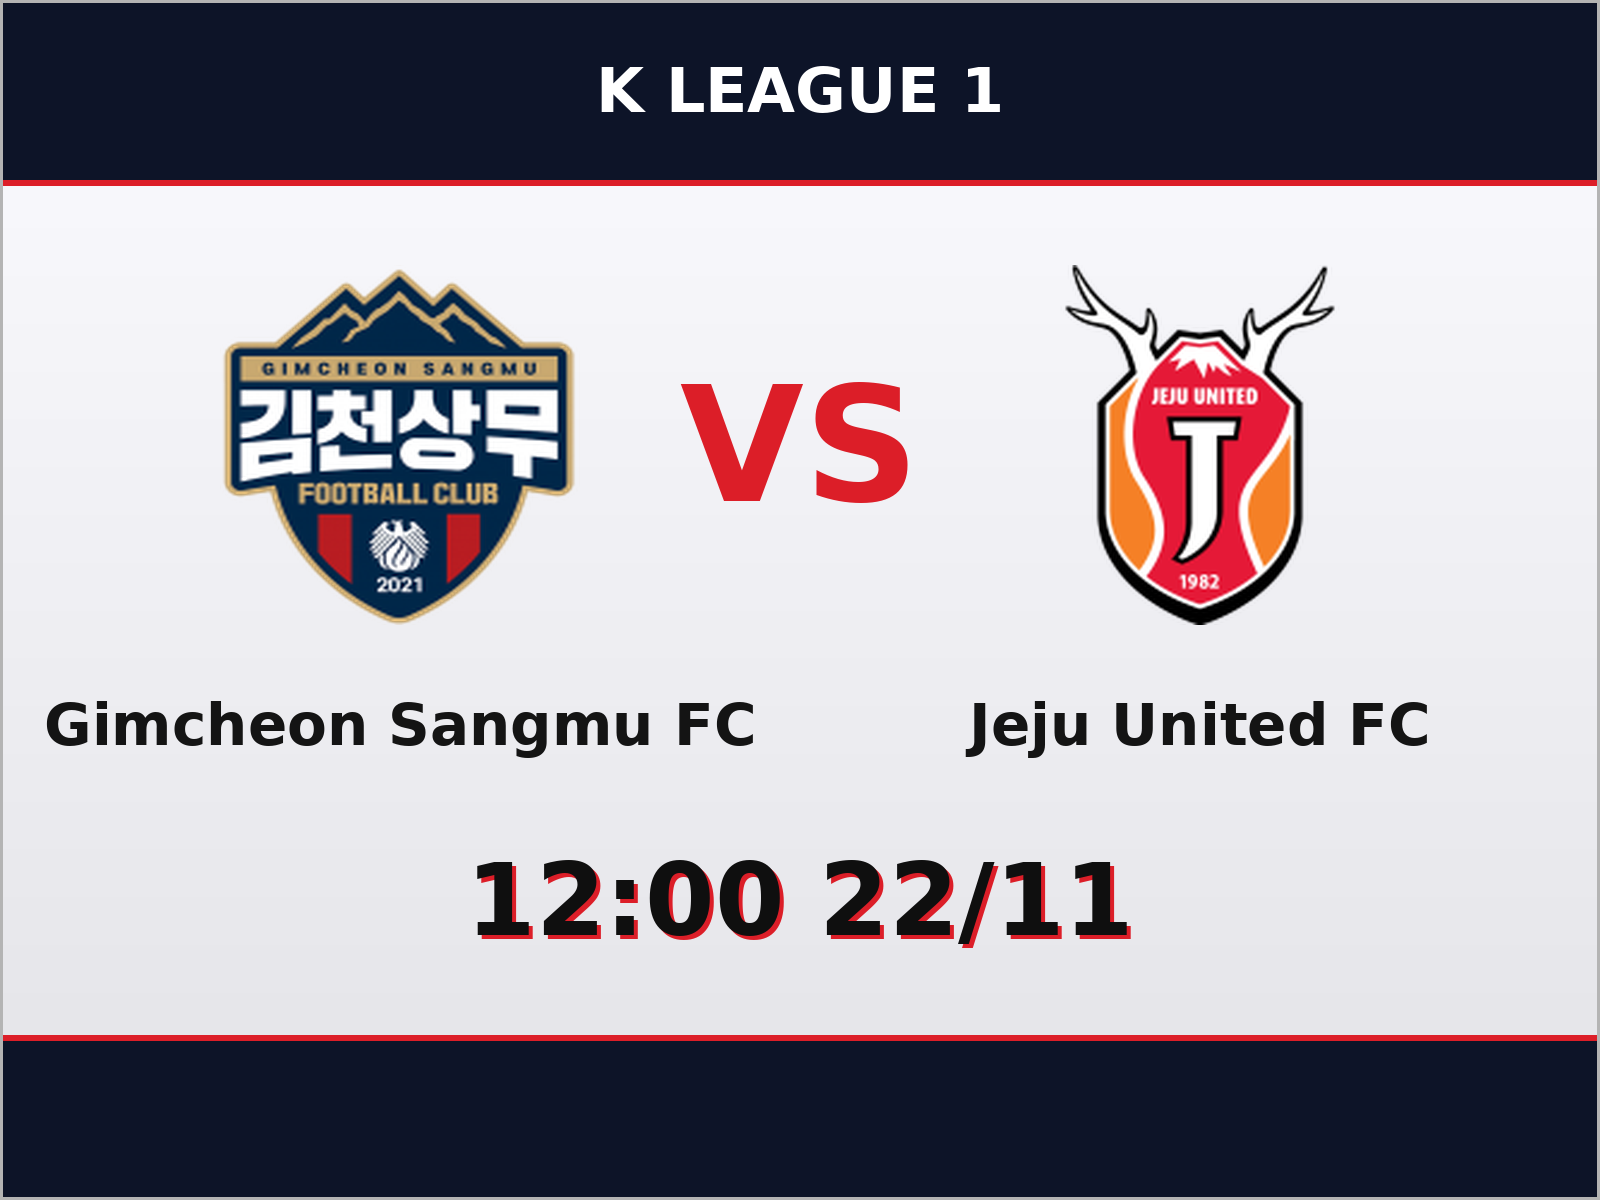 K LEAGUE 1
GIMCHEON SANGMU
김천상무
FOOTBALL CLUB
2021
VS
JEJU UNITED
J
1982
Gimcheon Sangmu FC
Jeju United FC
12:00 22/11